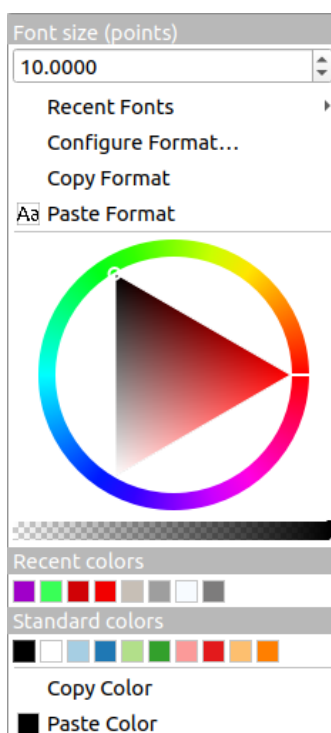 Font size (points)
10.0000
Recent Fonts
Configure Format...
Copy Format
Aa Paste Format
Recent colors
Standard colors
Copy Color
Paste Color